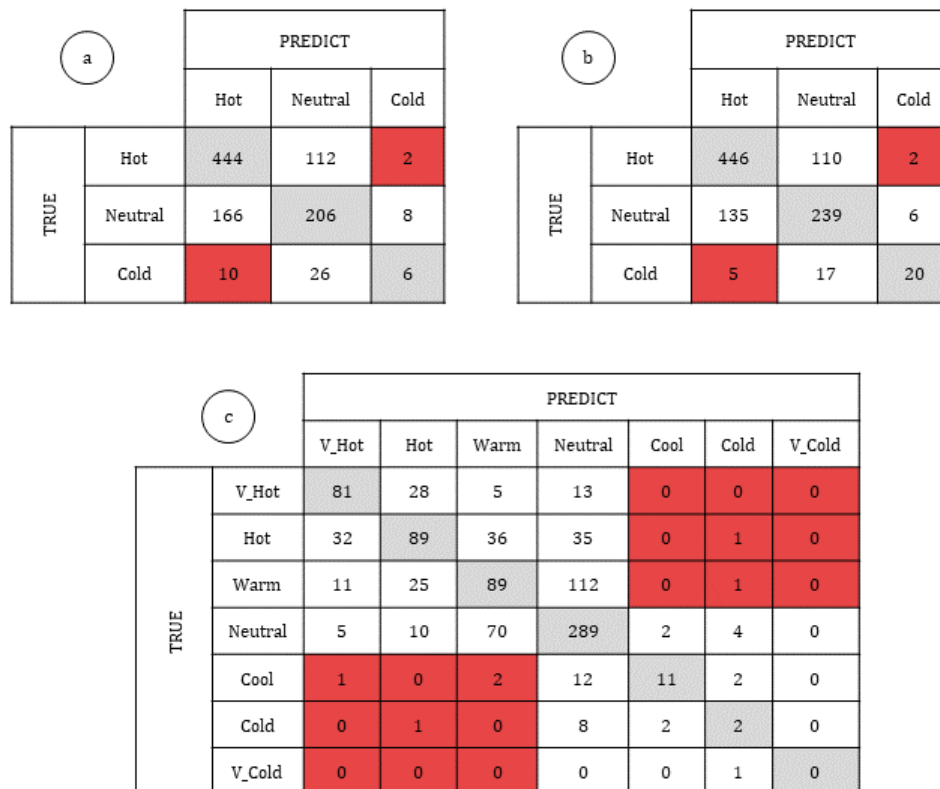 a
PREDICT
Hot Neutral Cold
TRUE
Hot 444 112 2
Neutral 166 206 8
Cold 10 26 6
b
PREDICT
Hot Neutral Cold
TRUE
Hot 446 110 2
Neutral 135 239 6
Cold 5 17 20
c
PREDICT
V_Hot Hot Warm Neutral Cool Cold V_Cold
TRUE
V_Hot 81 28 5 13 0 0 0
Hot 32 89 36 35 0 1 0
Warm 11 25 89 112 0 1 0
Neutral 5 10 70 289 2 4 0
Cool 1 0 2 12 11 2 0
Cold 0 1 0 8 2 2 0
V_Cold 0 0 0 0 0 1 0